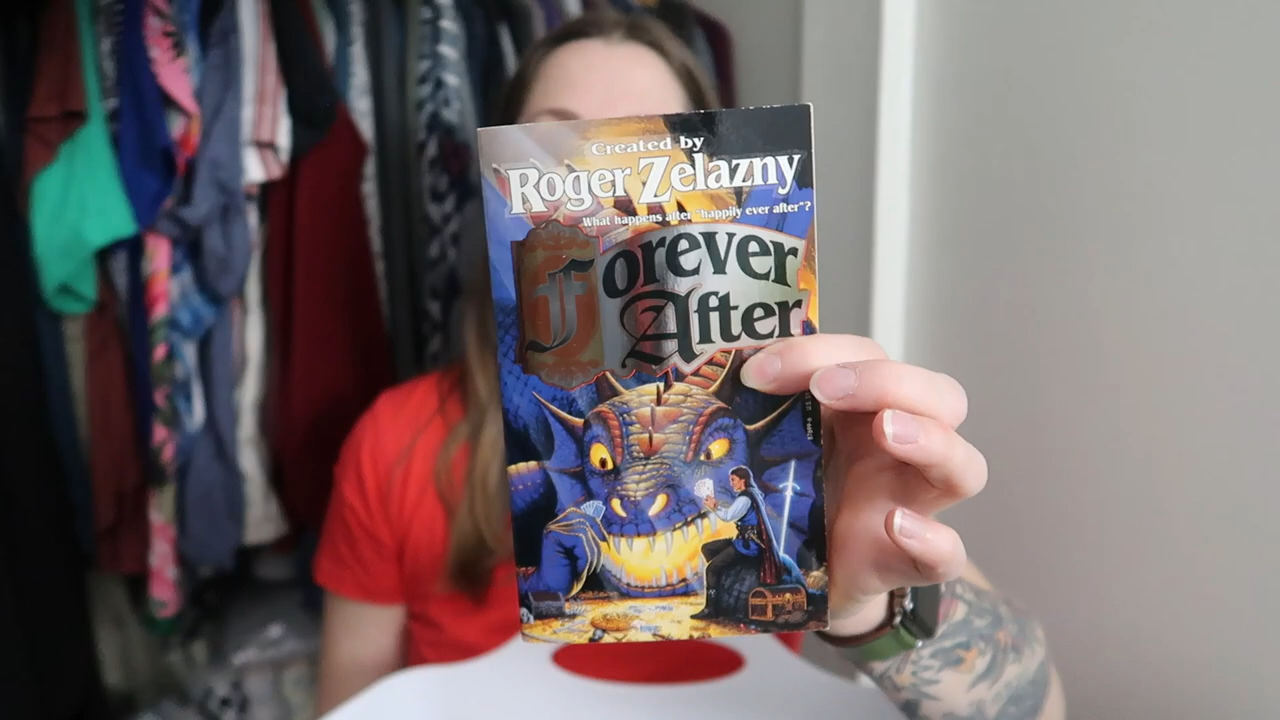 Created by
Roger Zelazny
What happens after "happily ever after"?
Forever
After